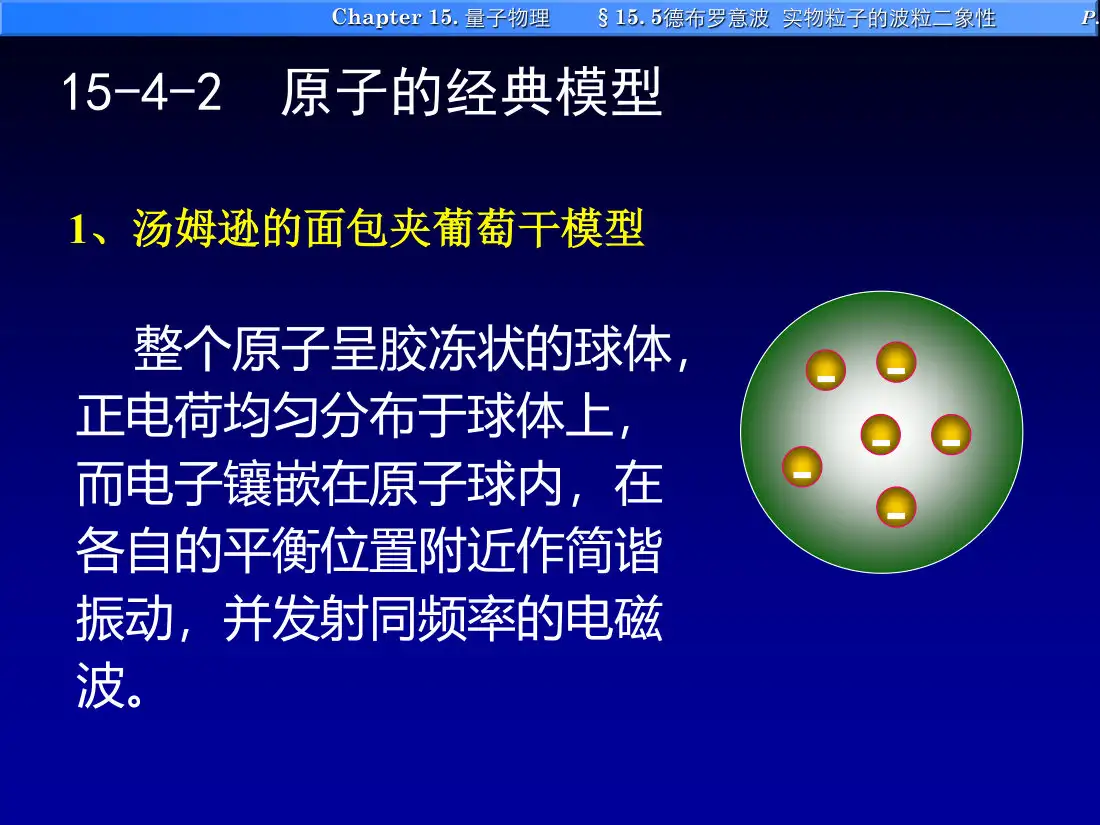 Chapter 15. 量子物理 §15. 5德布罗意波 实物粒子的波粒二象性 P.
15-4-2 原子的经典模型
1、汤姆逊的面包夹葡萄干模型
整个原子呈胶冻状的球体，
正电荷均匀分布于球体上，
而电子镶嵌在原子球内，在
各自的平衡位置附近作简谐
振动，并发射同频率的电磁
波。